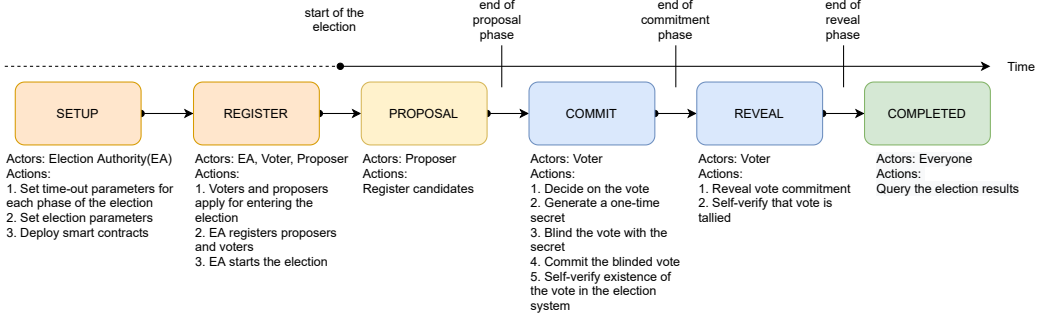 start of the
election
end of
proposal
phase
end of
commitment
phase
end of
reveal
phase
Time
SETUP
REGISTER
PROPOSAL
COMMIT
REVEAL
COMPLETED
Actors: Election Authority(EA)
Actions:
1. Set time-out parameters for
each phase of the election
2. Set election parameters
3. Deploy smart contracts
Actors: EA, Voter, Proposer
Actions:
1. Voters and proposers
apply for entering the
election
2. EA registers proposers
and voters
3. EA starts the election
Actors: Proposer
Actions:
Register candidates
Actors: Voter
Actions:
1. Decide on the vote
2. Generate a one-time
secret
3. Blind the vote with the
secret
4. Commit the blinded vote
5. Self-verify existence of
the vote in the election
system
Actors: Voter
Actions:
1. Reveal vote commitment
2. Self-verify that vote is
tallied
Actors: Everyone
Actions:
Query the election results